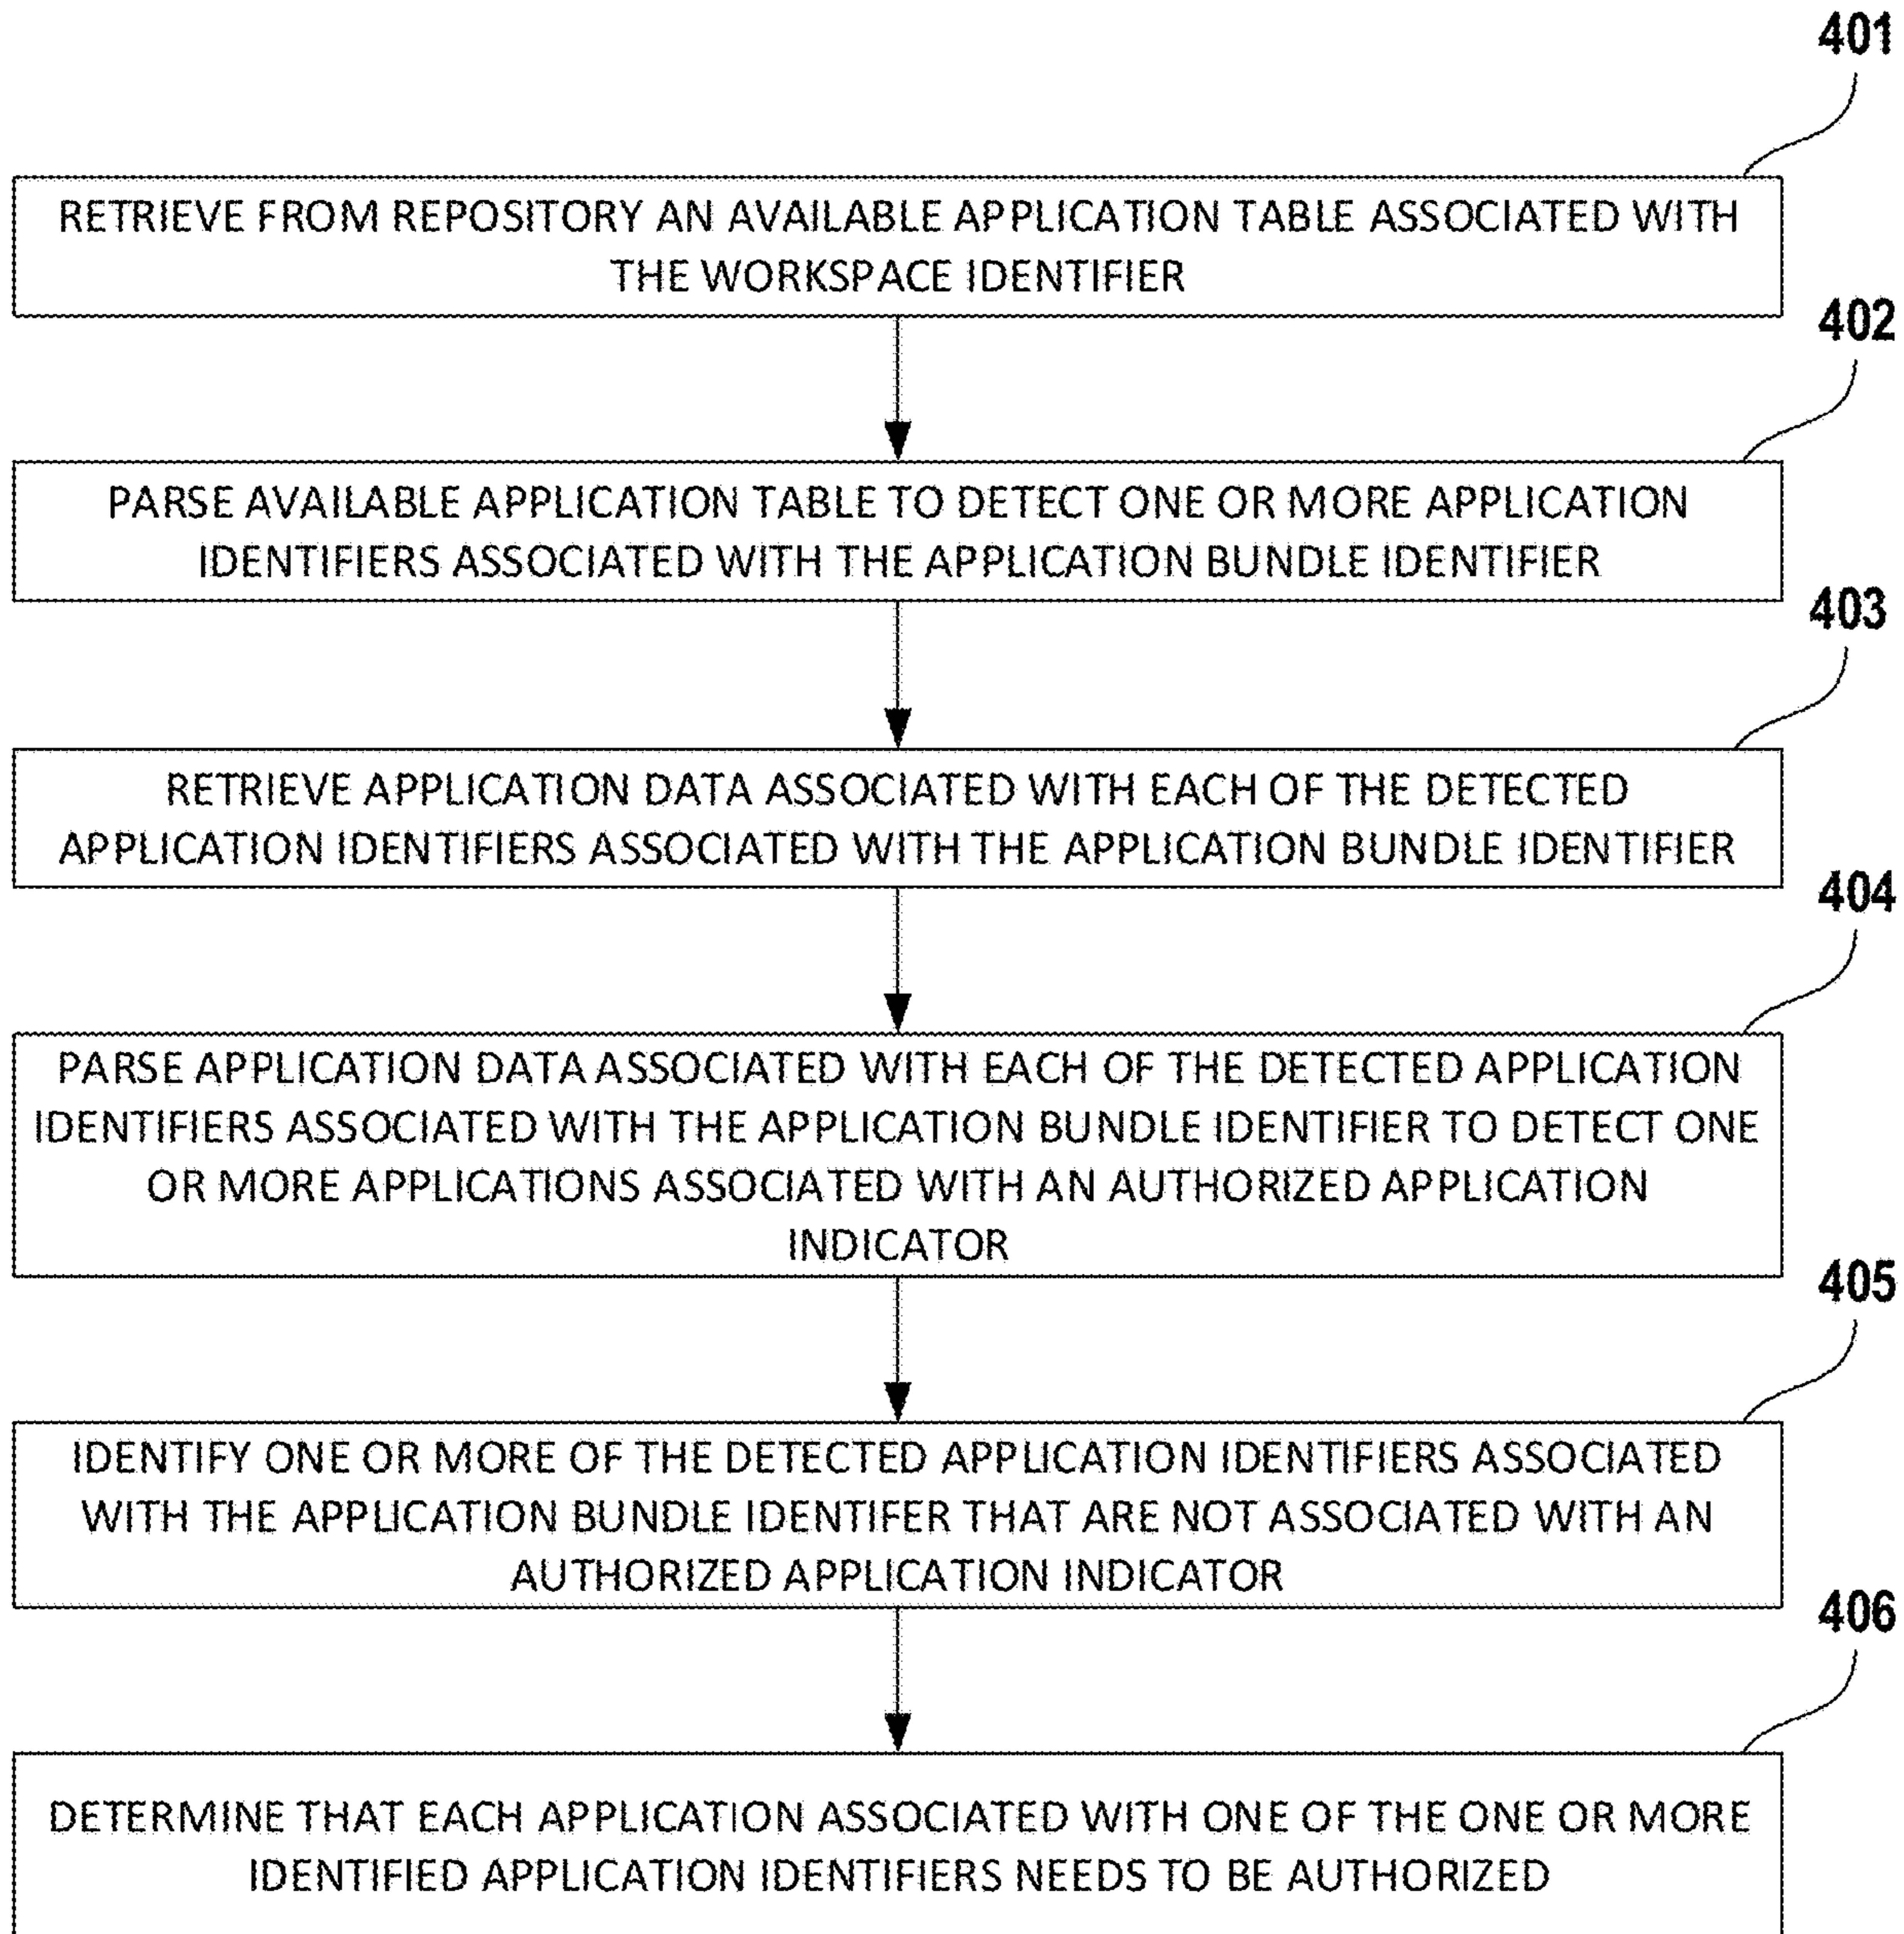 401
RETRIEVE FROM REPOSITORY AN AVAILABLE APPLICATION TABLE ASSOCIATED WITH
THE WORKSPACE IDENTIFIER
402
PARSE AVAILABLE APPLICATION TABLE TO DETECT ONE OR MORE APPLICATION
IDENTIFIERS ASSOCIATED WITH THE APPLICATION BUNDLE IDENTIFIER
403
RETRIEVE APPLICATION DATA ASSOCIATED WITH EACH OF THE DETECTED
APPLICATION IDENTIFIERS ASSOCIATED WITH THE APPLICATION BUNDLE IDENTIFIER
404
PARSE APPLICATION DATA ASSOCIATED WITH EACH OF THE DETECTED APPLICATION
IDENTIFIERS ASSOCIATED WITH THE APPLICATION BUNDLE IDENTIFIER TO DETECT ONE
OR MORE APPLICATIONS ASSOCIATED WITH AN AUTHORIZED APPLICATION
INDICATOR
405
IDENTIFY ONE OR MORE OF THE DETECTED APPLICATION IDENTIFIERS ASSOCIATED
WITH THE APPLICATION BUNDLE IDENTIFER THAT ARE NOT ASSOCIATED WITH AN
AUTHORIZED APPLICATION INDICATOR
406
DETERMINE THAT EACH APPLICATION ASSOCIATED WITH ONE OF THE ONE OR MORE
IDENTIFIED APPLICATION IDENTIFIERS NEEDS TO BE AUTHORIZED